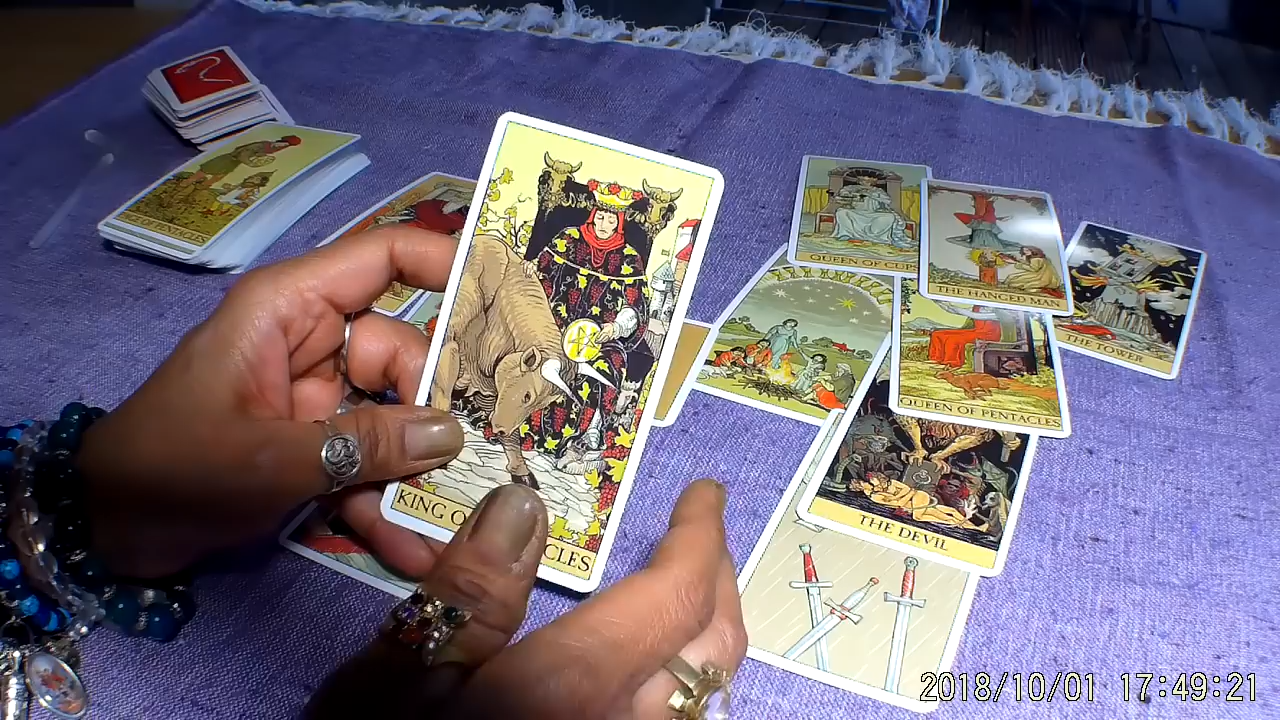 PENTACLES
KING O
CLES
QUEEN OF CUPS
THE HANGED MAN
THE TOWER
QUEEN OF PENTACLES
THE DEVIL
2018/10/01 17:49:21